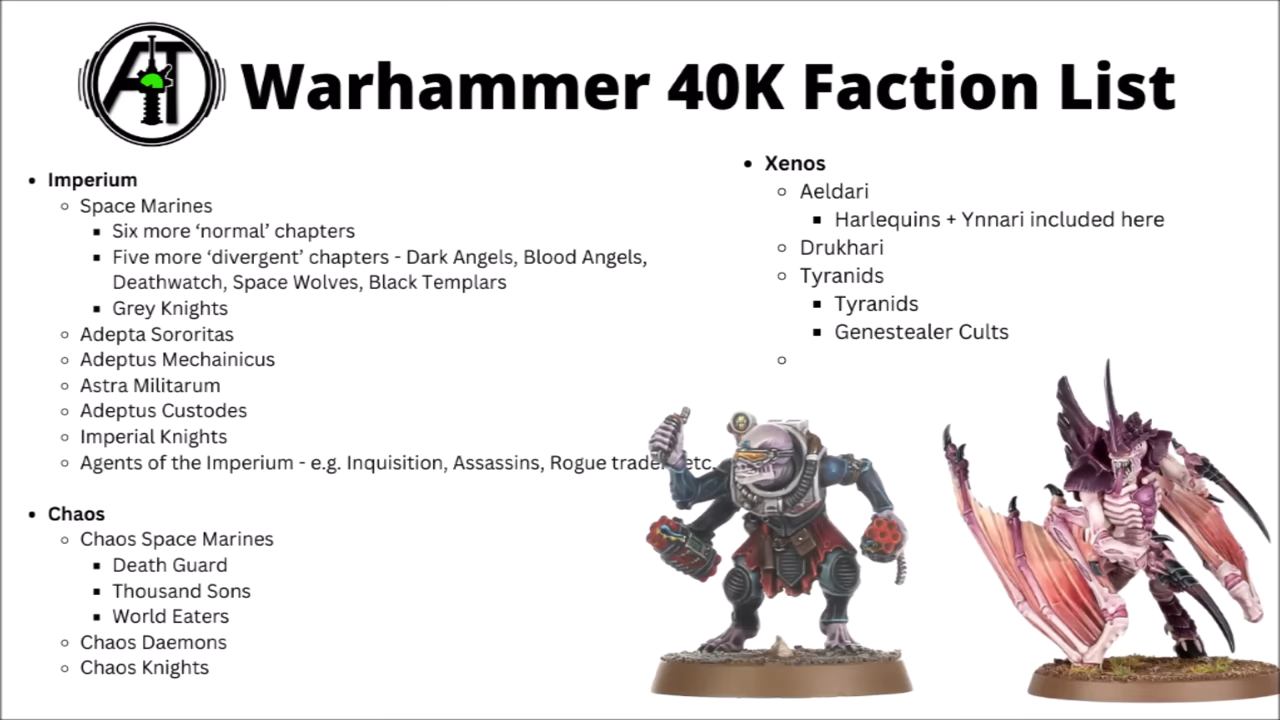 AT
Warhammer 40K Faction List
Imperium
Space Marines
Six more ‘normal’ chapters
Five more ‘divergent’ chapters - Dark Angels, Blood Angels,
Deathwatch, Space Wolves, Black Templars
Grey Knights
Adepta Sororitas
Adeptus Mechainicus
Astra Militarum
Adeptus Custodes
Imperial Knights
Agents of the Imperium - e.g. Inquisition, Assassins, Rogue trader etc.
Chaos
Chaos Space Marines
Death Guard
Thousand Sons
World Eaters
Chaos Daemons
Chaos Knights
Xenos
Aeldari
Harlequins + Ynnari included here
Drukhari
Tyranids
Tyranids
Genestealer Cults